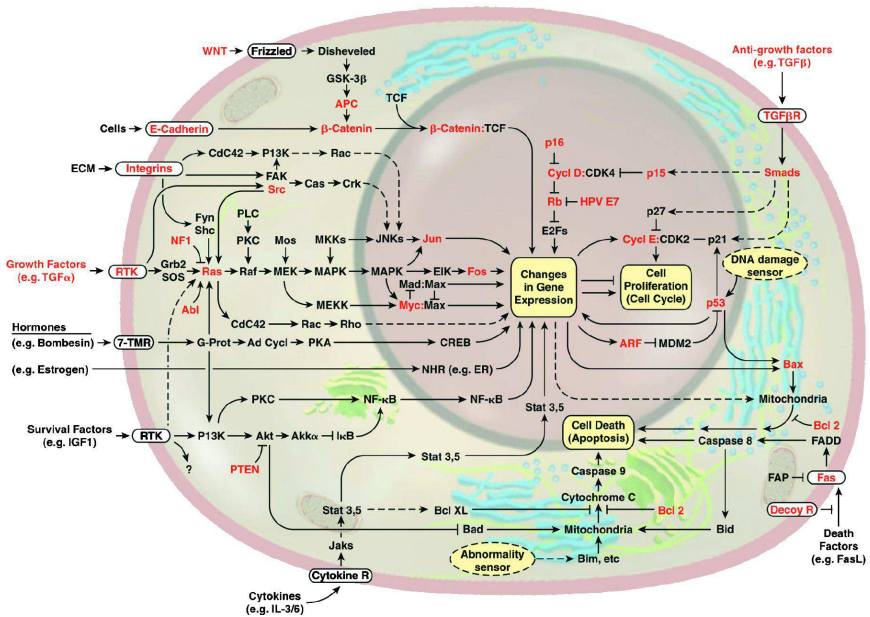 WNT
Frizzled
Disheveled
GSK-3β
APC
TCF
Cells
E-Cadherin
β-Catenin
β-Catenin:TCF
Anti-growth factors
(e.g. TGFβ)
TGFβR
Smads
ECM
Integrins
CdC42
P13K
Rac
FAK
Src
Cas
Crk
p16
Cycl D:CDK4
p15
Rb
HPV E7
E2Fs
p27
Cycl E:CDK2
p21
Fyn
Shc
NF1
PLC
PKC
Mos
MKKs
JNKs
Jun
Growth Factors
(e.g. TGFα)
RTK
Grb2
SOS
Ras
Raf
MEK
MAPK
MAPK
ElK
Fos
Mad:Max
MEKK
Myc:Max
Abl
CdC42
Rac
Rho
Changes
in Gene
Expression
Cell
Proliferation
(Cell Cycle)
DNA damage
sensor
p53
ARF
MDM2
Bax
Hormones
(e.g. Bombesin)
7-TMR
G-Prot
Ad Cycl
PKA
CREB
(e.g. Estrogen)
NHR (e.g. ER)
Mitochondria
PKC
NF-κB
NF-κB
Stat 3,5
Survival Factors
(e.g. IGF1)
RTK
P13K
Akt
Akkα
IκB
?
PTEN
Cell Death
(Apoptosis)
Bcl 2
Caspase 8
FADD
Stat 3,5
Caspase 9
FAP
Fas
Stat 3,5
Bcl XL
Cytochrome C
Bcl 2
Decoy R
Bad
Mitochondria
Bid
Death
Factors
(e.g. FasL)
Jaks
Abnormality
sensor
Bim, etc
Cytokine R
Cytokines
(e.g. IL-3/6)